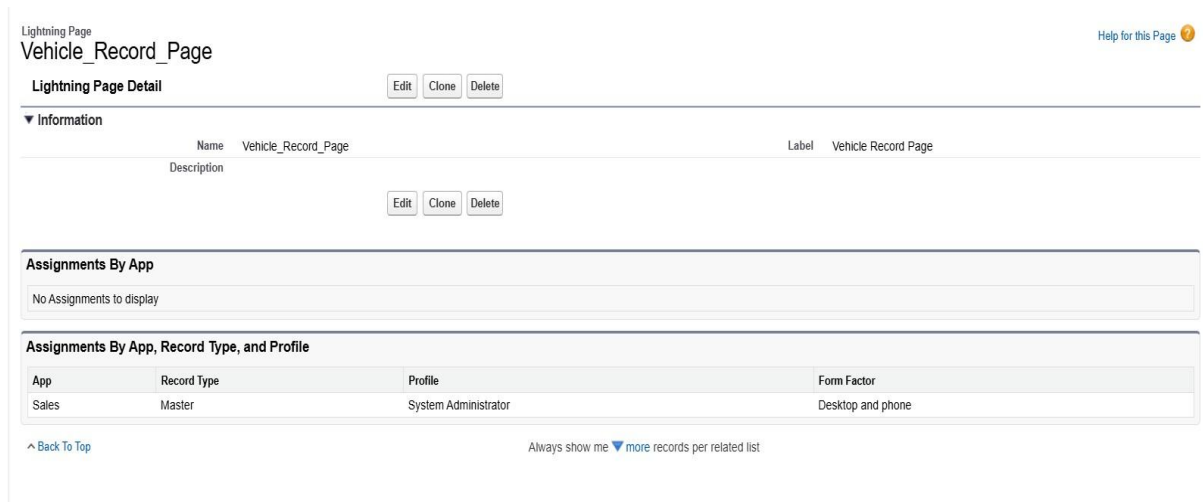 Lightning Page
Vehicle_Record_Page
Help for this Page
Lightning Page Detail Edit Clone Delete
Information
Name Vehicle_Record_Page Label Vehicle Record Page
Description
Edit Clone Delete
Assignments By App
No Assignments to display
Assignments By App, Record Type, and Profile
App Record Type Profile Form Factor
Sales Master System Administrator Desktop and phone
Back To Top Always show me more records per related list